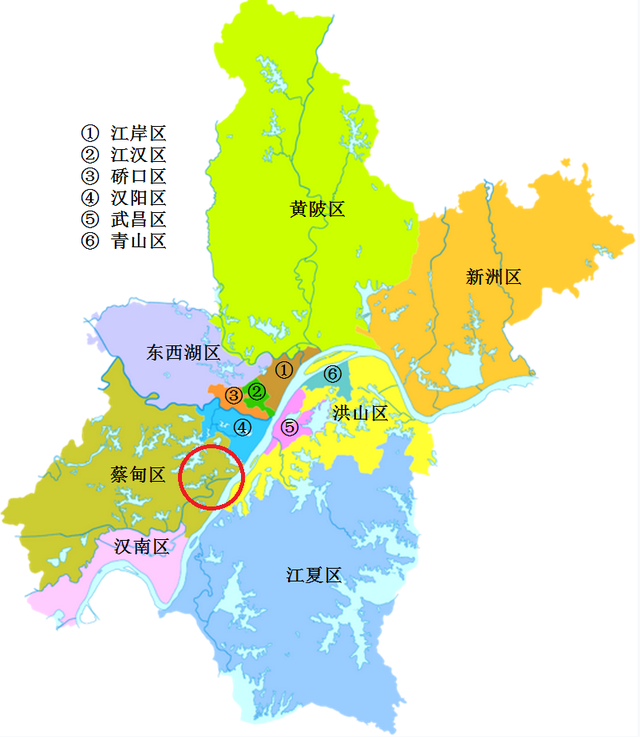 ① 江岸区
② 江汉区
③ 硚口区
④ 汉阳区
⑤ 武昌区
⑥ 青山区
黄陂区
新洲区
东西湖区
①
⑥
②
③
洪山区
④
⑤
蔡甸区
汉南区
江夏区